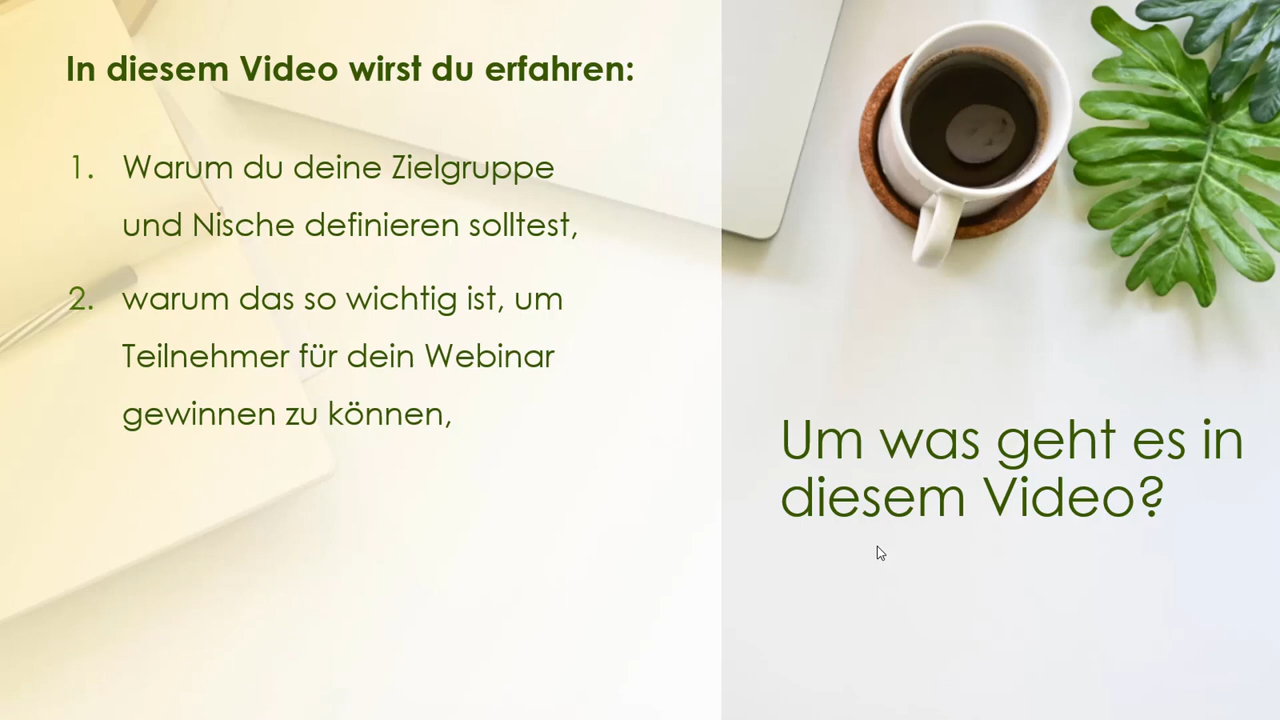 In diesem Video wirst du erfahren:
1. Warum du deine Zielgruppe
und Nische definieren solltest,
2. warum das so wichtig ist, um
Teilnehmer für dein Webinar
gewinnen zu können,
Um was geht es in
diesem Video?